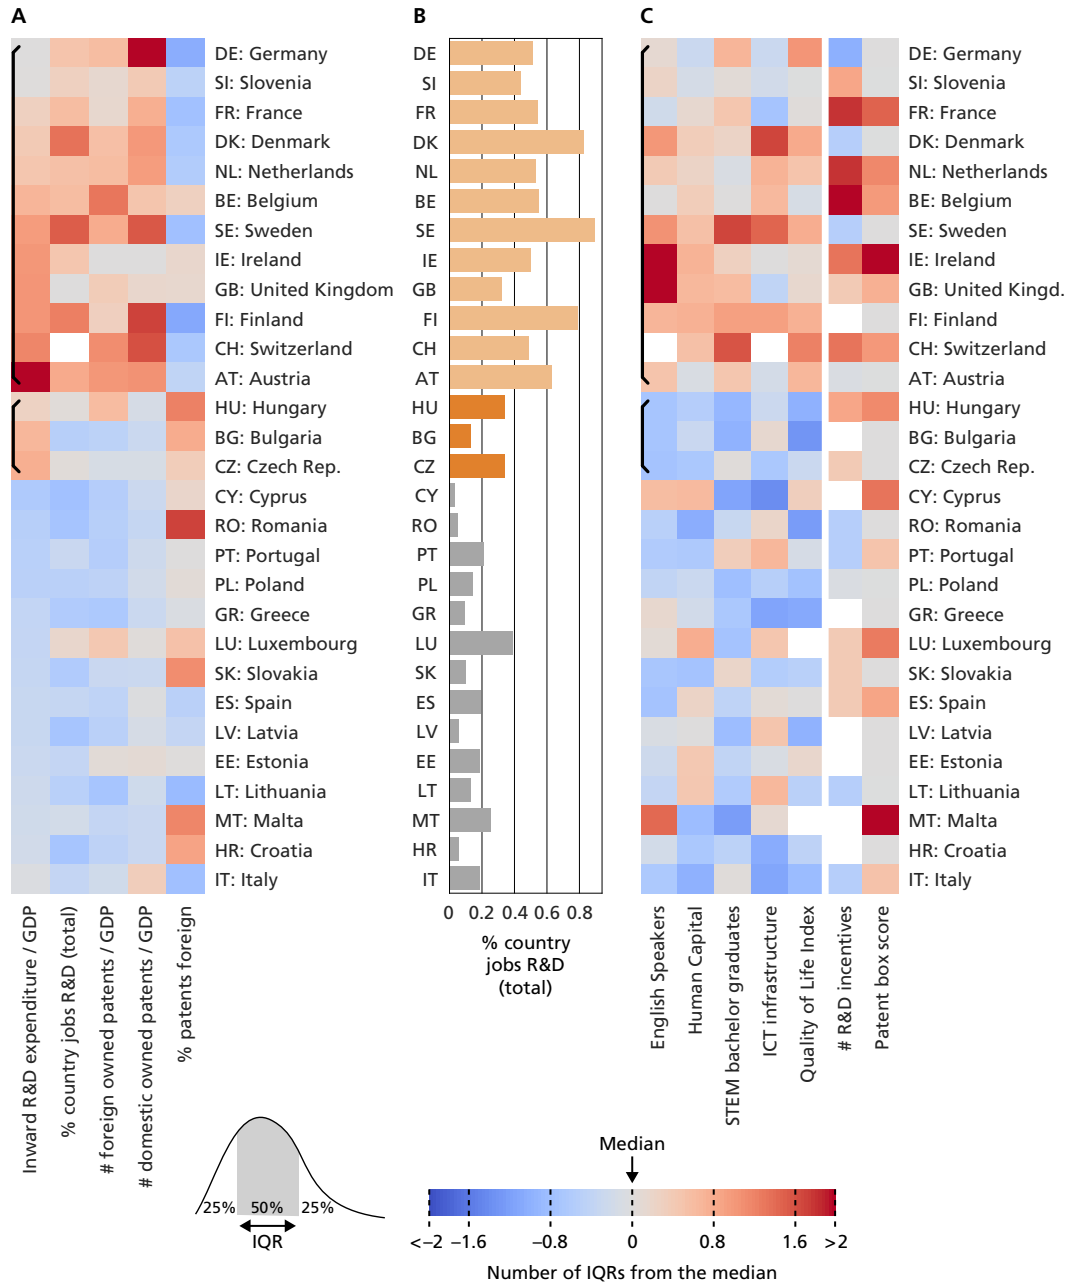 A
B
C
DE: Germany
SI: Slovenia
FR: France
DK: Denmark
NL: Netherlands
BE: Belgium
SE: Sweden
IE: Ireland
GB: United Kingdom
FI: Finland
CH: Switzerland
AT: Austria
HU: Hungary
BG: Bulgaria
CZ: Czech Rep.
CY: Cyprus
RO: Romania
PT: Portugal
PL: Poland
GR: Greece
LU: Luxembourg
SK: Slovakia
ES: Spain
LV: Latvia
EE: Estonia
LT: Lithuania
MT: Malta
HR: Croatia
IT: Italy
Inward R&D expenditure / GDP
% country jobs R&D (total)
# foreign owned patents / GDP
# domestic owned patents / GDP
% patents foreign
DE
SI
FR
DK
NL
BE
SE
IE
GB
FI
CH
AT
HU
BG
CZ
CY
RO
PT
PL
GR
LU
SK
ES
LV
EE
LT
MT
HR
IT
0 0.2 0.4 0.6 0.8
% country
jobs R&D
(total)
DE: Germany
SI: Slovenia
FR: France
DK: Denmark
NL: Netherlands
BE: Belgium
SE: Sweden
IE: Ireland
GB: United Kingd.
FI: Finland
CH: Switzerland
AT: Austria
HU: Hungary
BG: Bulgaria
CZ: Czech Rep.
CY: Cyprus
RO: Romania
PT: Portugal
PL: Poland
GR: Greece
LU: Luxembourg
SK: Slovakia
ES: Spain
LV: Latvia
EE: Estonia
LT: Lithuania
MT: Malta
HR: Croatia
IT: Italy
English Speakers
Human Capital
STEM bachelor graduates
ICT infrastructure
Quality of Life Index
# R&D incentives
Patent box score
25% 50% 25%
IQR
Median
<−2 −1.6 −0.8 0 0.8 1.6 >2
Number of IQRs from the median